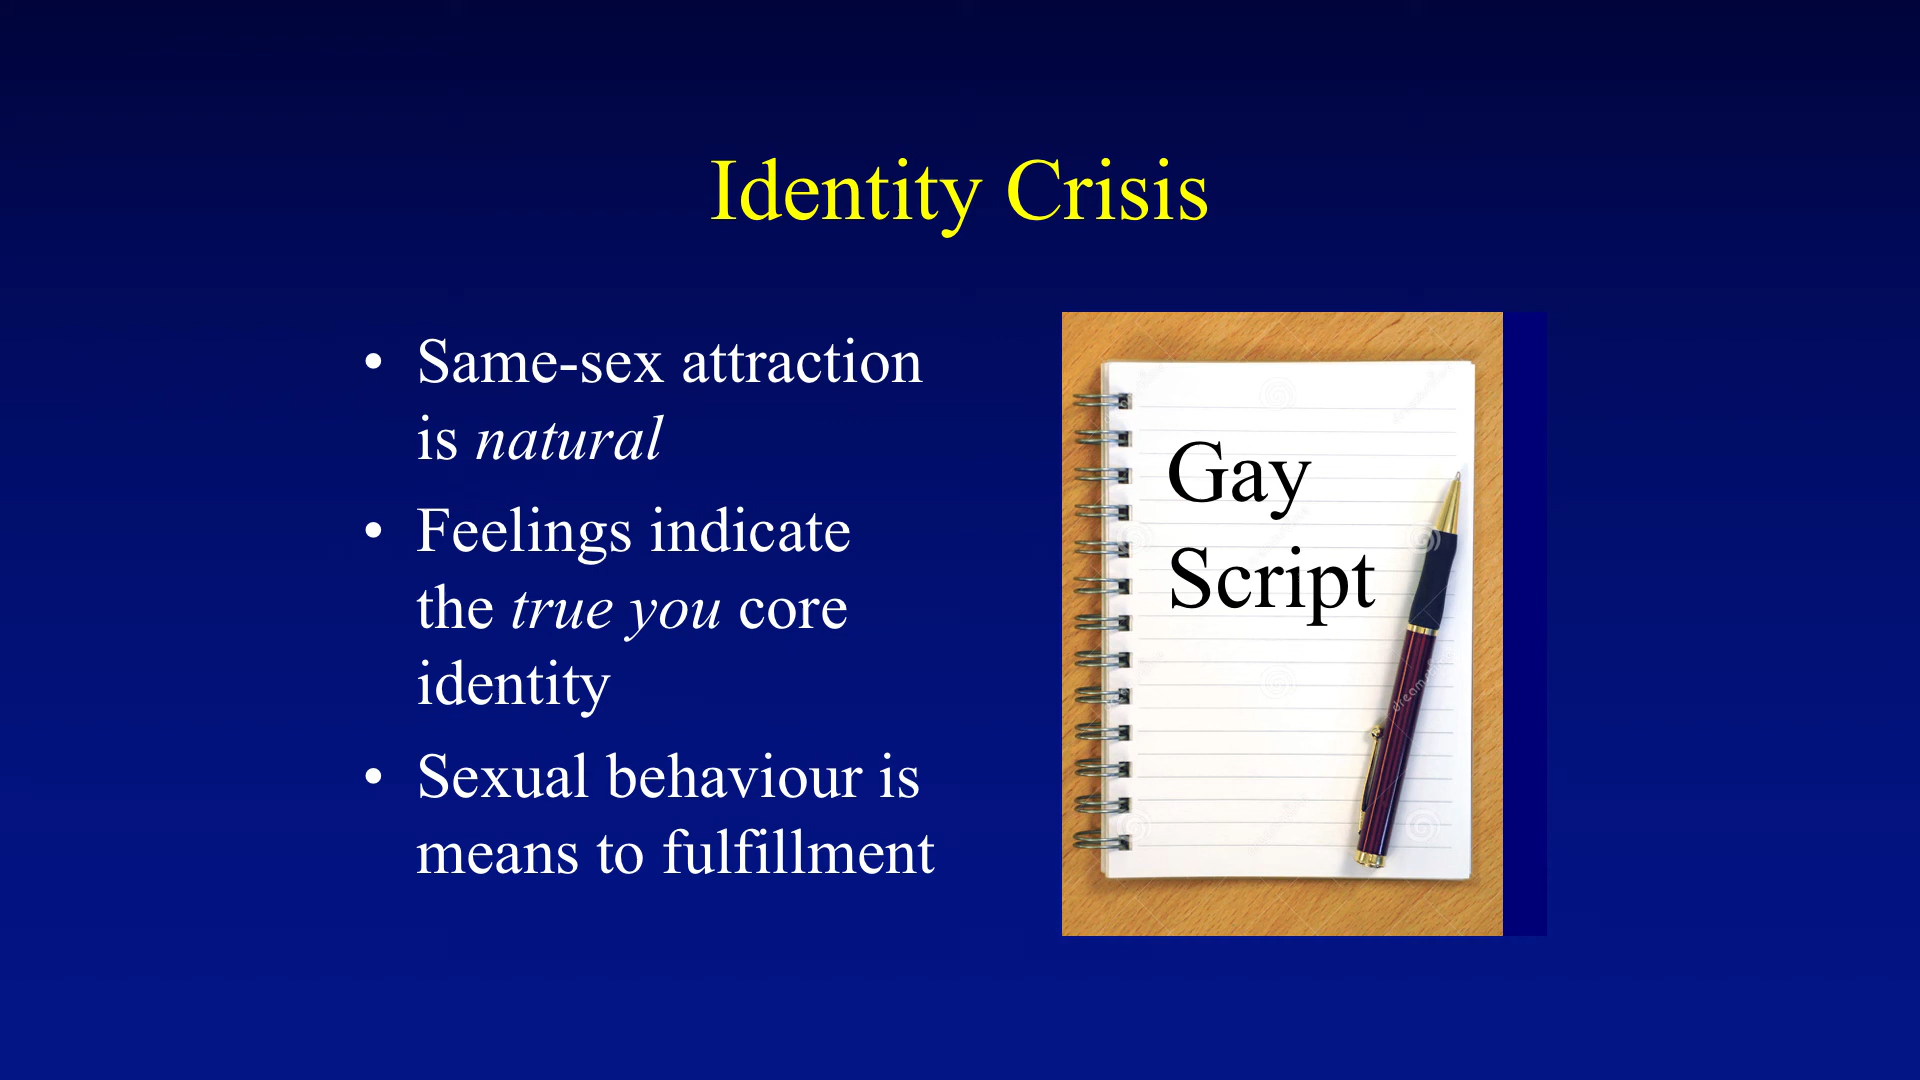 Identity Crisis
• Same-sex attraction
is natural
• Feelings indicate
the true you core
identity
• Sexual behaviour is
means to fulfillment
Gay
Script